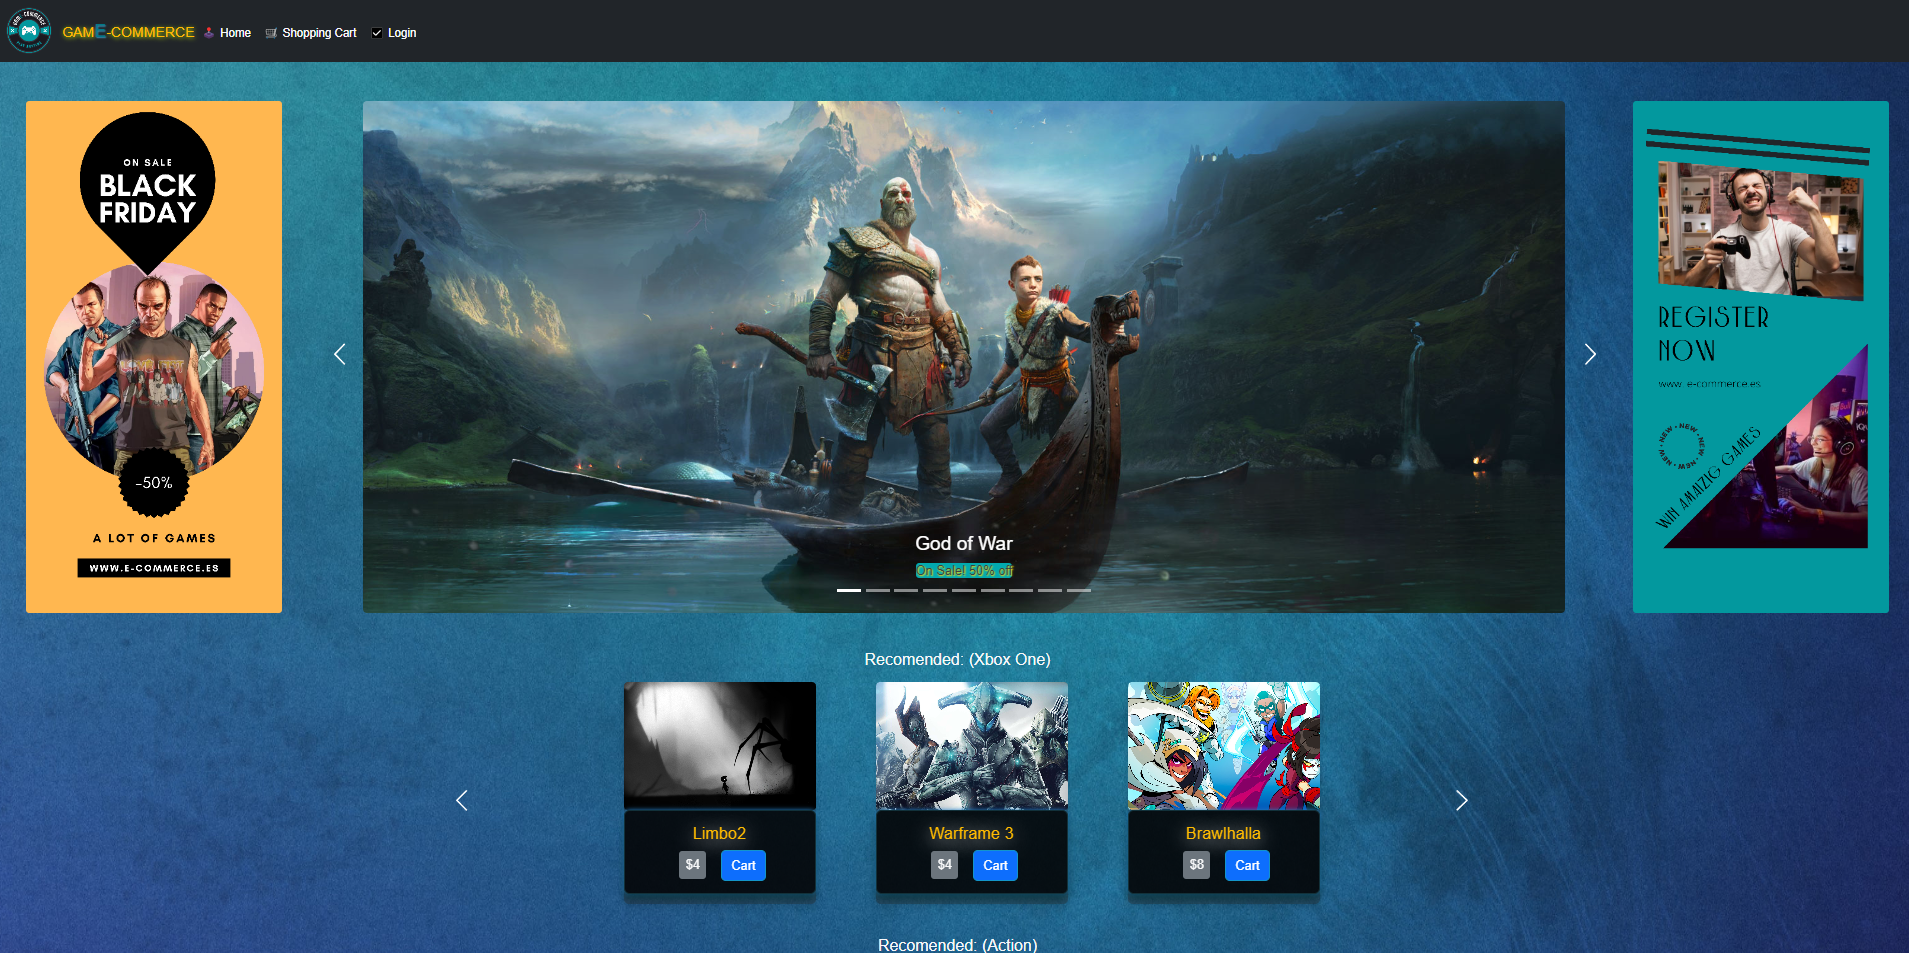 GAME-COMMERCE Home Shopping Cart Login
ON SALE
BLACK
FRIDAY
-50%
A LOT OF GAMES
WWW.E-COMMERCE.ES
God of War
On Sale! 50% off
REGISTER
NOW
www. e-commerce.es
NEW • NEW • NEW • NEW • NEW •
WIN AMAIZIG GAMES
Recomended: (Xbox One)
Limbo2
$4 Cart
Warframe 3
$4 Cart
Brawlhalla
$8 Cart
Recomended: (Action)